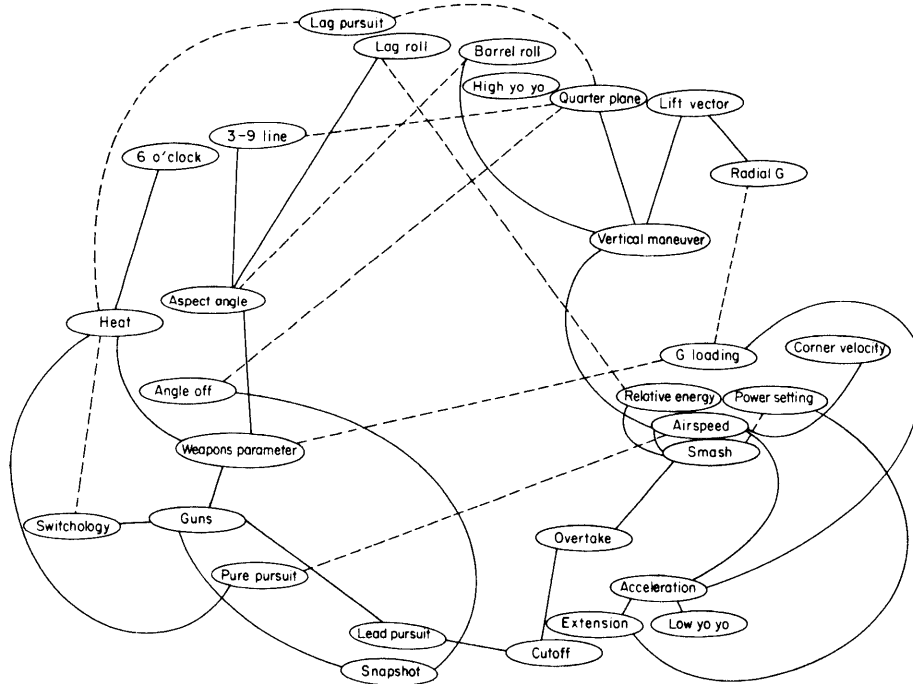 Lag pursuit
Lag roll
Barrel roll
High yo yo
Quarter plane
Lift vector
3-9 line
6 o'clock
Radial G
Vertical maneuver
Aspect angle
Heat
G loading
Corner velocity
Angle off
Relative energy
Power setting
Airspeed
Weapons parameter
Smash
Switchology
Guns
Overtake
Pure pursuit
Acceleration
Extension
Low yo yo
Lead pursuit
Cutoff
Snapshot